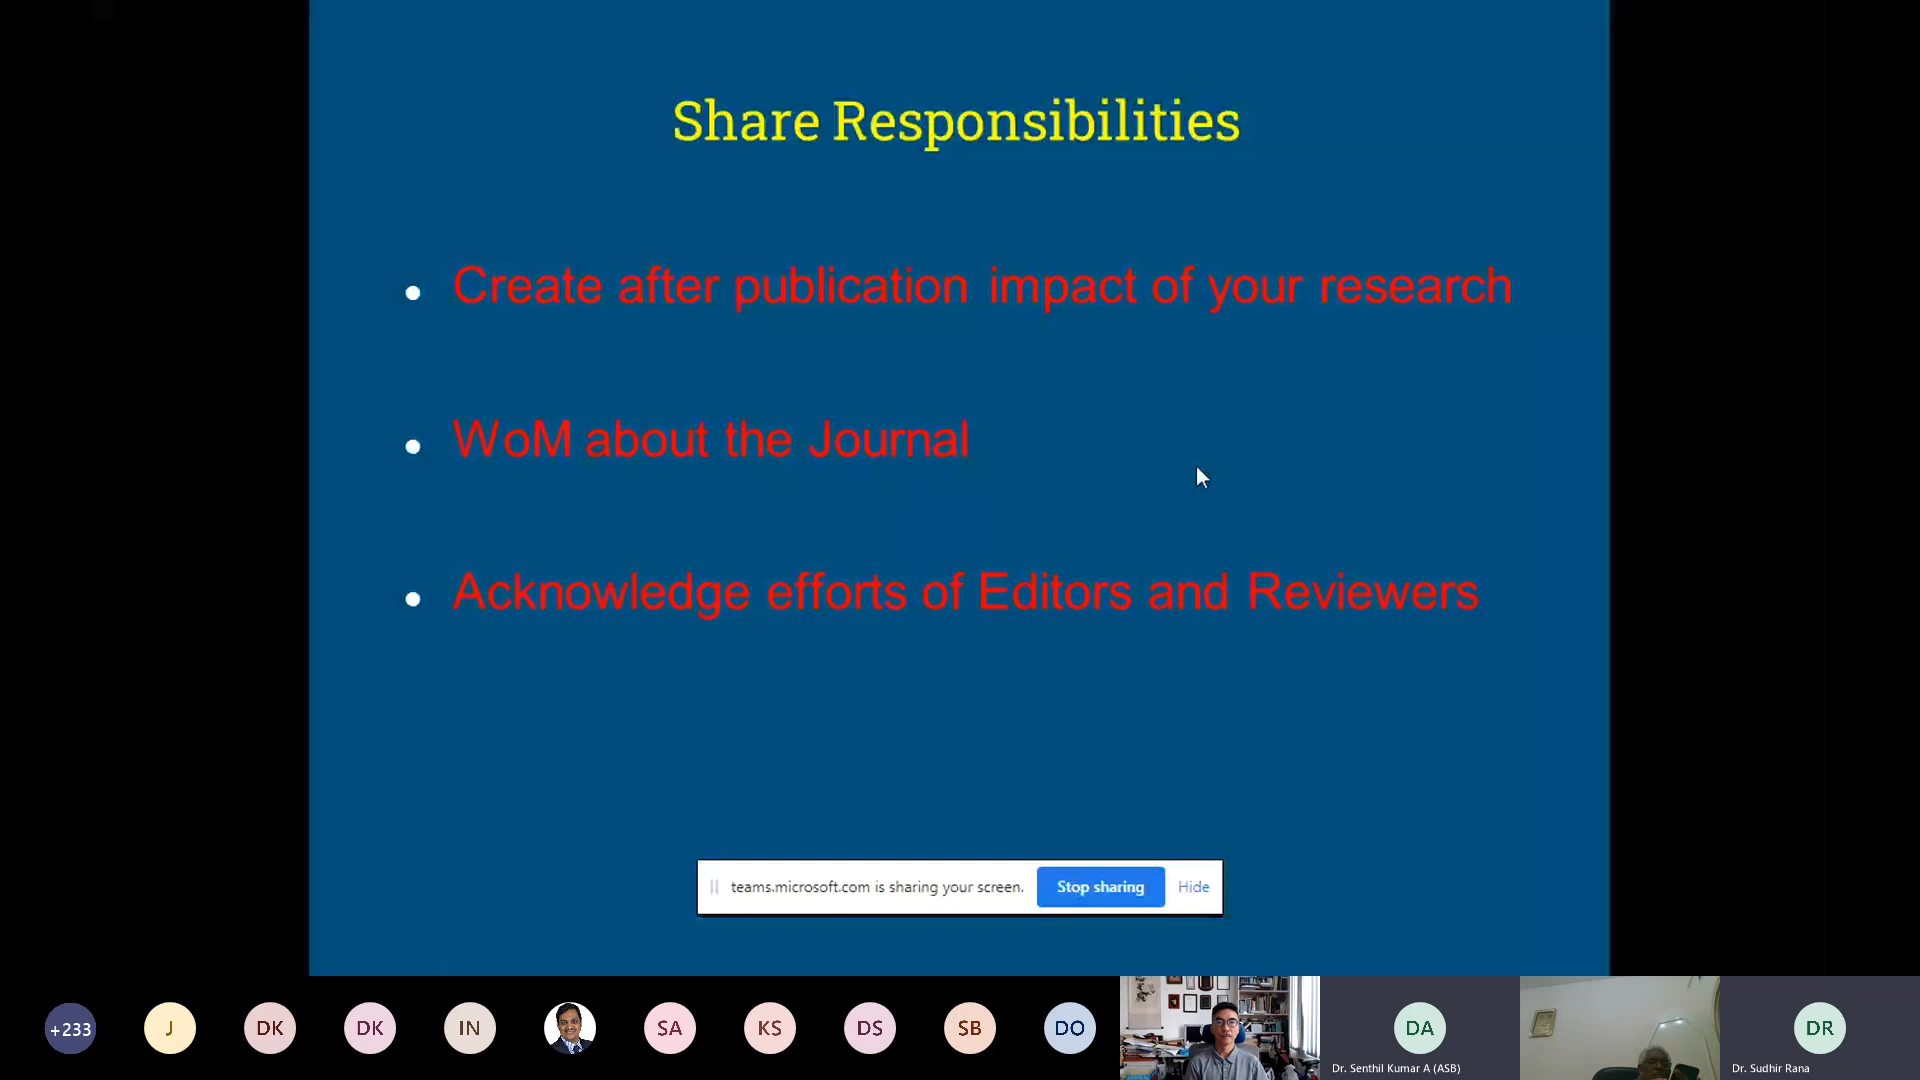 Share Responsibilities
Create after publication impact of your research
WoM about the Journal
Acknowledge efforts of Editors and Reviewers
teams.microsoft.com is sharing your screen. Stop sharing Hide
+233 J DK DK IN SA KS DS SB DO DA DR
Dr. Senthil Kumar A (ASB) Dr. Sudhir Rana